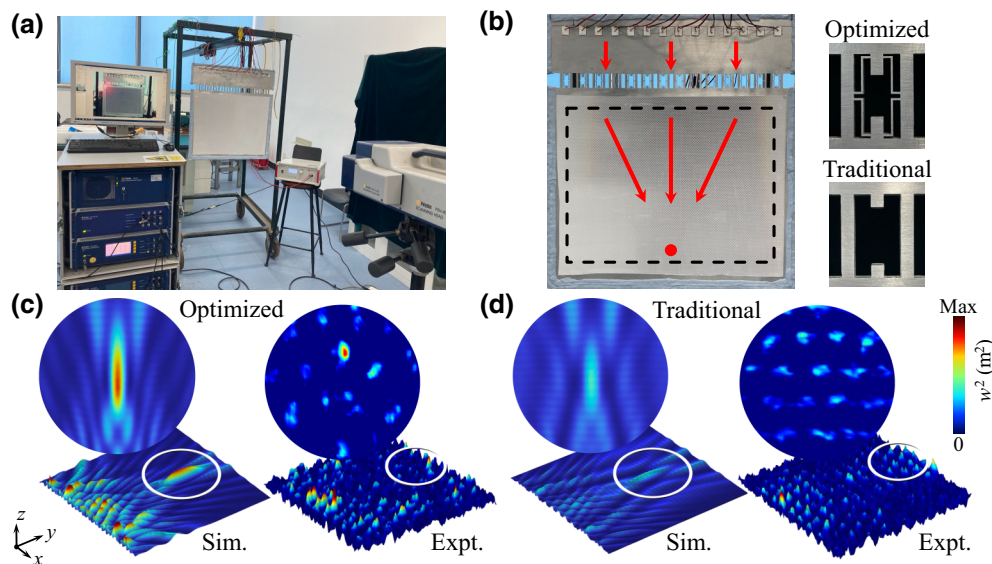 (a)
(b)
Optimized
Traditional
(c)
Optimized
(d)
Traditional
Max
w² (m²)
0
z
y
x
Sim.
Expt.
Sim.
Expt.